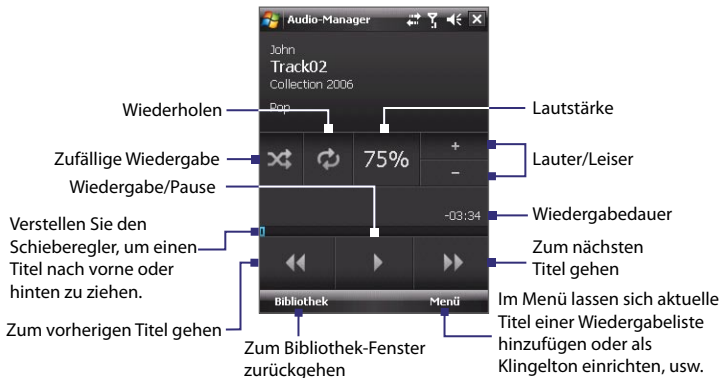 Audio-Manager
John
Track02
Collection 2006
Pop
Wiederholen
Lautstärke
Zufällige Wiedergabe
75%
+
−
Lauter/Leiser
Wiedergabe/Pause
-03:34
Wiedergabedauer
Verstellen Sie den
Schieberegler, um einen
Titel nach vorne oder
hinten zu ziehen.
Zum nächsten
Titel gehen
Bibliothek
Menü
Zum vorherigen Titel gehen
Zum Bibliothek-Fenster
zurückgehen
Im Menü lassen sich aktuelle
Titel einer Wiedergabeliste
hinzufügen oder als
Klingelton einrichten, usw.